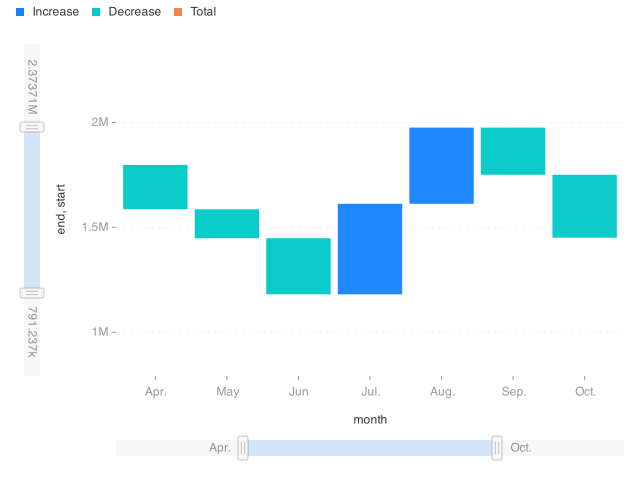 Increase Decrease Total
2.37371M
2M
1.5M
1M
end, start
791.237k
Apr. May Jun Jul. Aug. Sep. Oct.
month
Apr. Oct.